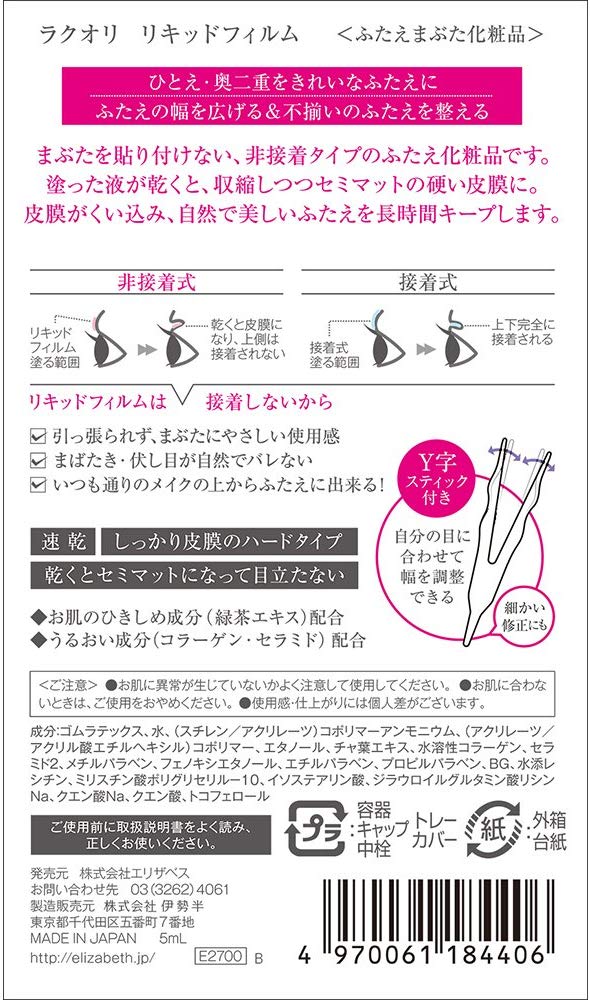 ラクオリ リキッドフィルム <ふたえまぶた化粧品>
ひとえ・奥二重をきれいなふたえに
ふたえの幅を広げる&不揃いのふたえを整える
まぶたを貼り付けない、非接着タイプのふたえ化粧品です。
塗った液が乾くと、収縮しつつセミマットの硬い皮膜に。
皮膜がくい込み、自然で美しいふたえを長時間キープします。
非接着式
リキッド
フィルム
塗る範囲
乾くと皮膜に
なり、上側は
接着されない
接着式
接着式
塗る範囲
上下完全に
接着される
リキッドフィルムは 接着しないから
引っ張られず、まぶたにやさしい使用感
まばたき・伏し目が自然でバレない
いつも通りのメイクの上からふたえに出来る!
Y字
スティック
付き
自分の目に
合わせて
幅を調整
できる
細かい
修正にも
速乾 しっかり皮膜のハードタイプ
乾くとセミマットになって目立たない
◆お肌のひきしめ成分(緑茶エキス)配合
◆うるおい成分(コラーゲン・セラミド)配合
<ご注意> ●お肌に異常が生じていないかよく注意して使用してください。 ●お肌に合わな
いときは、ご使用をおやめください。 ●使用感・仕上がりには個人差がございます。
成分:ゴムラテックス、水、(スチレン/アクリレーツ)コポリマーアンモニウム、(アクリレーツ/
アクリル酸エチルヘキシル)コポリマー、エタノール、チャ葉エキス、水溶性コラーゲン、セラ
ミド2、メチルパラベン、フェノキシエタノール、エチルパラベン、プロピルパラベン、BG、水添レ
シチン、ミリスチン酸ポリグリセリル-10、イソステアリン酸、ジラウロイルグルタミン酸リシン
Na、クエン酸Na、クエン酸、トコフェロール
ご使用前に取扱説明書をよく読み、
正しくお使いください。
プラ
容器
:キャップ
中栓
トレー
カバー
紙
:外箱
台紙
発売元 株式会社エリザベス
お問い合わせ先 03(3262)4061
製造販売元 株式会社 伊勢半
東京都千代田区五番町7番地
MADE IN JAPAN 5mL
http://elizabeth.jp/ E2700 B
4 970061 184406